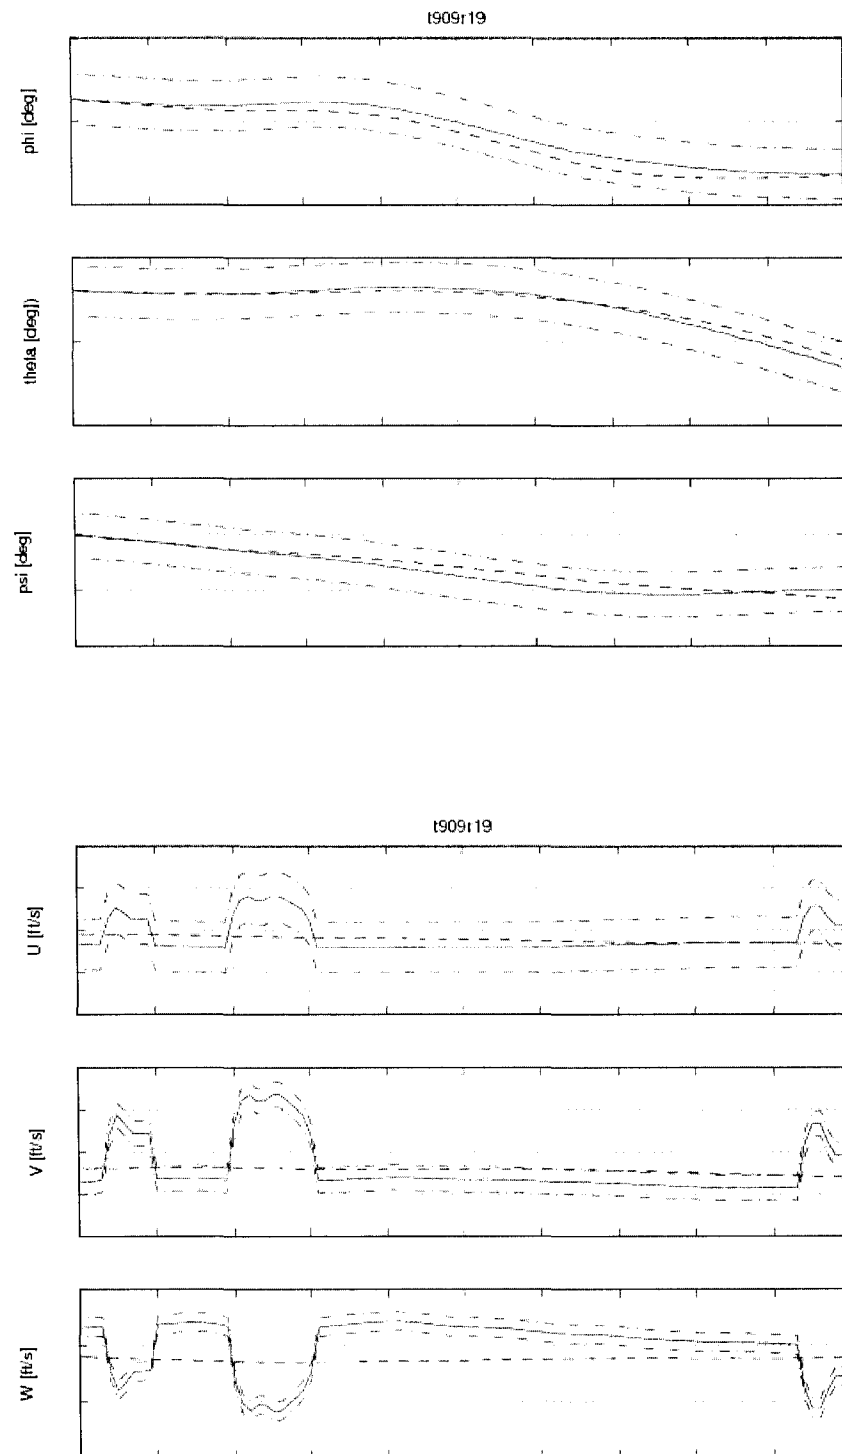 t909r19
phi [deg]
theta [deg])
psi [deg]
t909r19
U [ft/s]
V [ft/s]
W [ft/s]